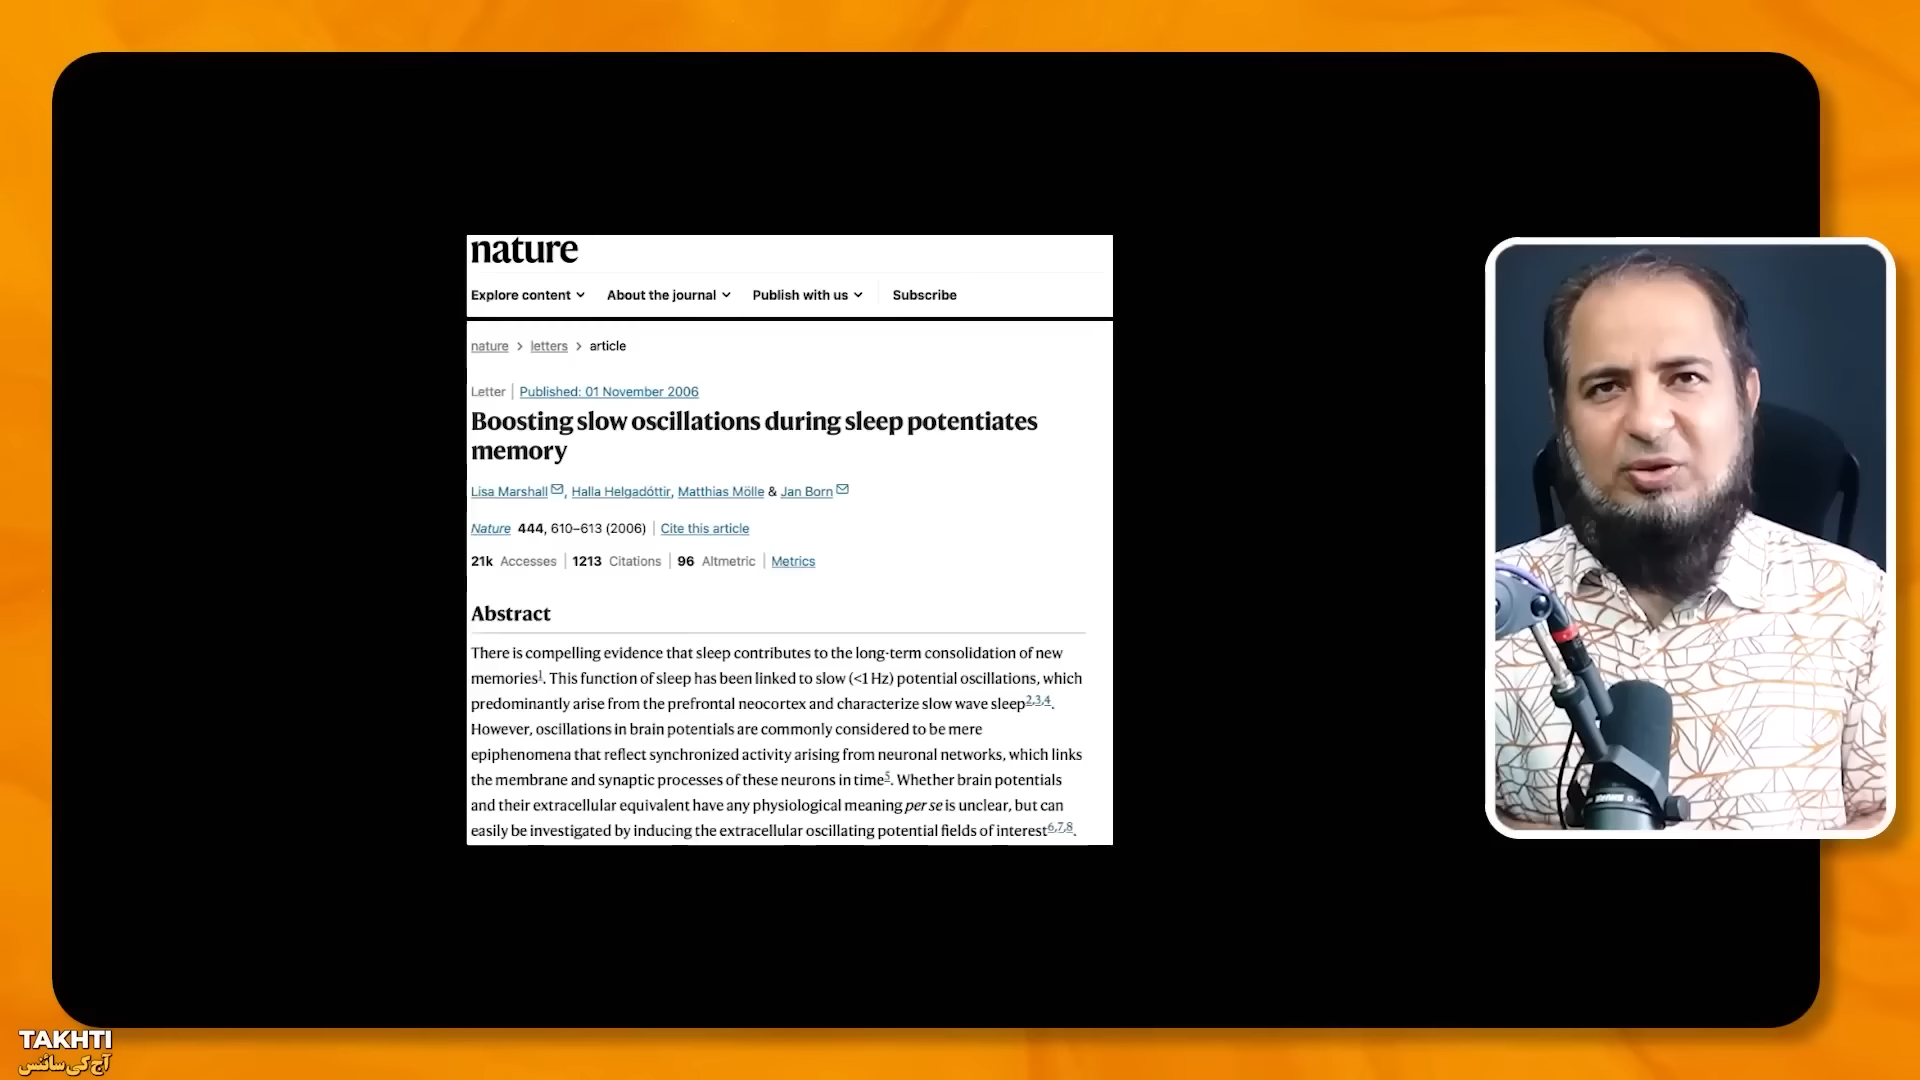 nature
Explore content About the journal Publish with us Subscribe
nature > letters > article
Letter | Published: 01 November 2006
Boosting slow oscillations during sleep potentiates
memory
Lisa Marshall, Halla Helgadóttir, Matthias Mölle & Jan Born
Nature 444, 610–613 (2006) | Cite this article
21k Accesses | 1213 Citations | 96 Altmetric | Metrics
Abstract
There is compelling evidence that sleep contributes to the long-term consolidation of new
memories1. This function of sleep has been linked to slow (<1 Hz) potential oscillations, which
predominantly arise from the prefrontal neocortex and characterize slow wave sleep2,3,4.
However, oscillations in brain potentials are commonly considered to be mere
epiphenomena that reflect synchronized activity arising from neuronal networks, which links
the membrane and synaptic processes of these neurons in time5. Whether brain potentials
and their extracellular equivalent have any physiological meaning per se is unclear, but can
easily be investigated by inducing the extracellular oscillating potential fields of interest6,7,8.
TAKHTI
آج کی سائنس